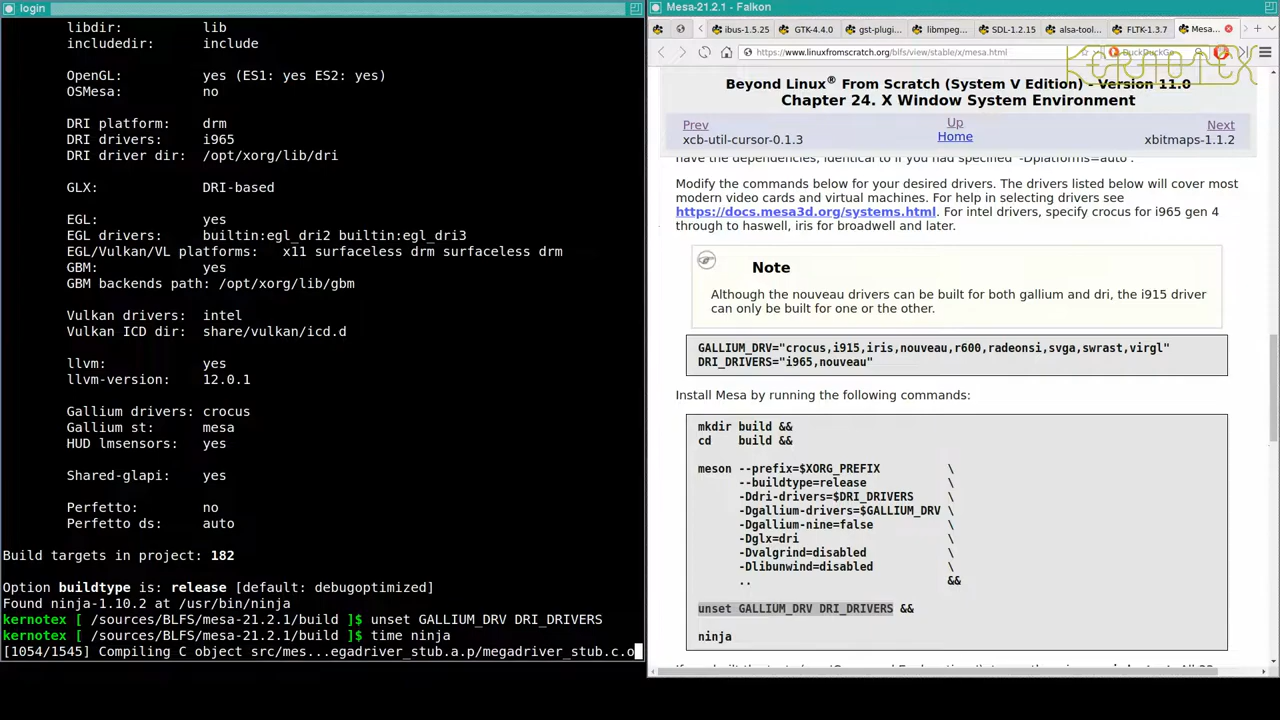 login
libdir: lib
includedir: include
OpenGL: yes (ES1: yes ES2: yes)
OSMesa: no
DRI platform: drm
DRI drivers: i965
DRI driver dir: /opt/xorg/lib/dri
GLX: DRI-based
EGL: yes
EGL drivers: builtin:egl_dri2 builtin:egl_dri3
EGL/Vulkan/VL platforms: x11 surfaceless drm surfaceless drm
GBM: yes
GBM backends path: /opt/xorg/lib/gbm
Vulkan drivers: intel
Vulkan ICD dir: share/vulkan/icd.d
llvm: yes
llvm-version: 12.0.1
Gallium drivers: crocus
Gallium st: mesa
HUD lmsensors: yes
Shared-glapi: yes
Perfetto: no
Perfetto ds: auto
Build targets in project: 182
Option buildtype is: release [default: debugoptimized]
Found ninja-1.10.2 at /usr/bin/ninja
kernotex [ /sources/BLFS/mesa-21.2.1/build ]$ unset GALLIUM_DRV DRI_DRIVERS
kernotex [ /sources/BLFS/mesa-21.2.1/build ]$ time ninja
[1054/1545] Compiling C object src/mes...egadriver_stub.a.p/megadriver_stub.c.o
Mesa-21.2.1 - Falkon
ibus-1.5.25 GTK-4.4.0 gst-plugin... libmpeg... SDL-1.2.15 alsa-tool... FLTK-1.3.7 Mesa...
https://www.linuxfromscratch.org/blfs/view/stable/x/mesa.html DuckDuckGo
KERNOTEX
Beyond Linux® From Scratch (System V Edition) - Version 11.0
Chapter 24. X Window System Environment
Prev Up Next
xcb-util-cursor-0.1.3 Home xbitmaps-1.1.2
have the dependencies, identical to if you had specified "-Dplatforms=auto".
Modify the commands below for your desired drivers. The drivers listed below will cover most
modern video cards and virtual machines. For help in selecting drivers see
https://docs.mesa3d.org/systems.html. For intel drivers, specify crocus for i965 gen 4
through to haswell, iris for broadwell and later.
Note
Although the nouveau drivers can be built for both gallium and dri, the i915 driver
can only be built for one or the other.
GALLIUM_DRV="crocus,i915,iris,nouveau,r600,radeonsi,svga,swrast,virgl"
DRI_DRIVERS="i965,nouveau"
Install Mesa by running the following commands:
mkdir build &&
cd build &&
meson --prefix=$XORG_PREFIX \
--buildtype=release \
-Ddri-drivers=$DRI_DRIVERS \
-Dgallium-drivers=$GALLIUM_DRV \
-Dgallium-nine=false \
-Dglx=dri \
-Dvalgrind=disabled \
-Dlibunwind=disabled \
.. &&
unset GALLIUM_DRV DRI_DRIVERS &&
ninja